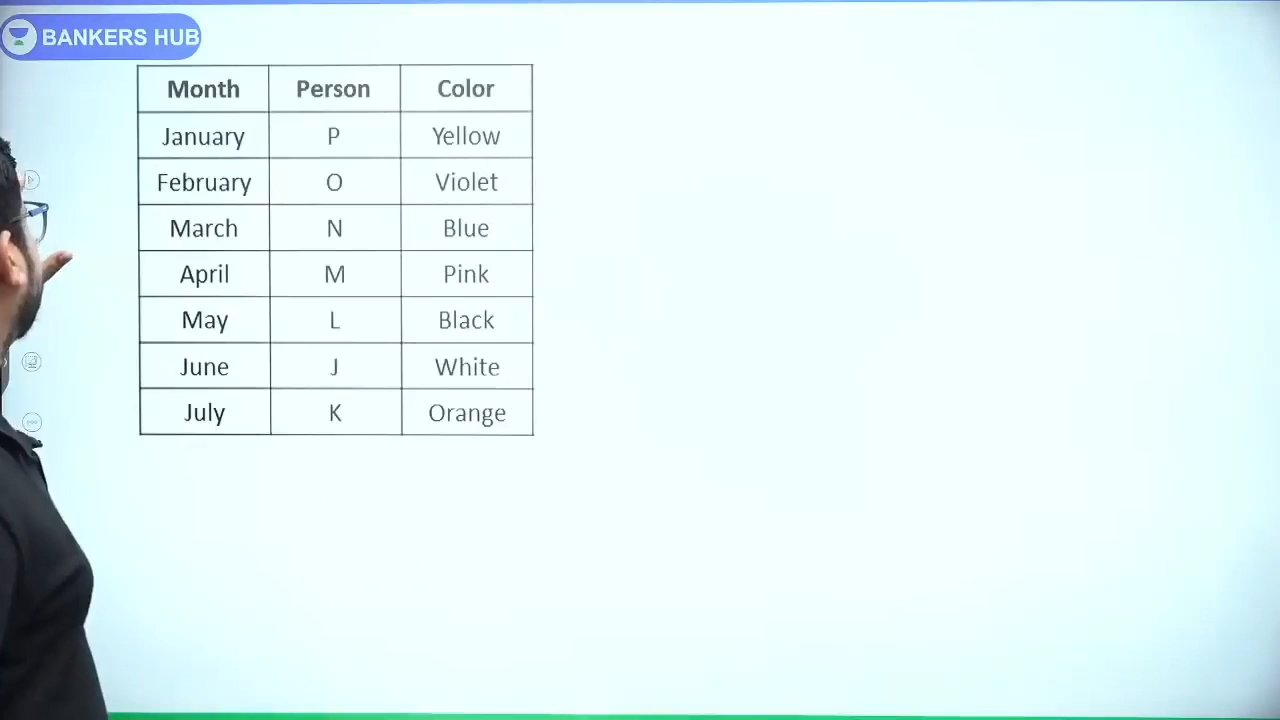 BANKERS HUB
Month Person Color
January P Yellow
February O Violet
March N Blue
April M Pink
May L Black
June J White
July K Orange